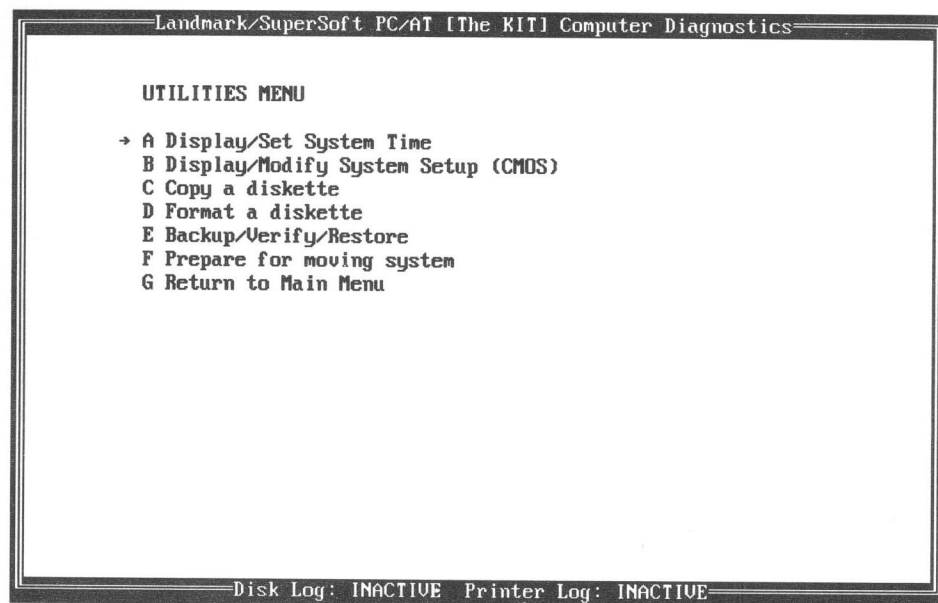 Landmark/SuperSoft PC/AT [The KIT] Computer Diagnostics
UTILITIES MENU
→ A Display/Set System Time
B Display/Modify System Setup (CMOS)
C Copy a diskette
D Format a diskette
E Backup/Verify/Restore
F Prepare for moving system
G Return to Main Menu
Disk Log: INACTIVE Printer Log: INACTIVE